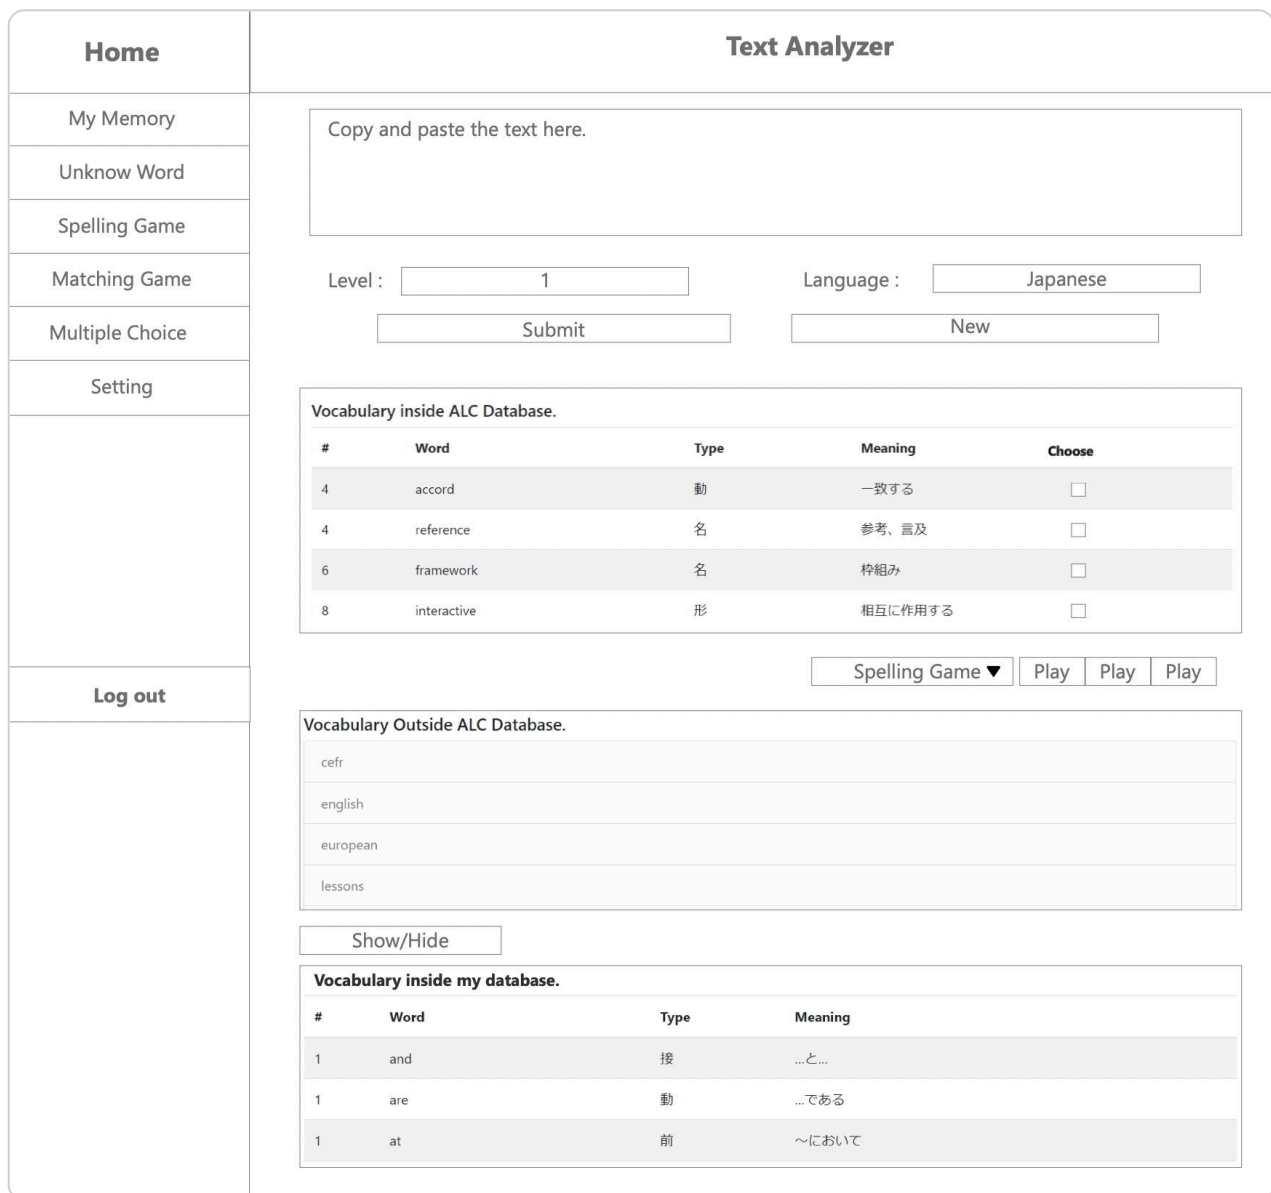 Home
Text Analyzer
My Memory
Unknow Word
Spelling Game
Matching Game
Multiple Choice
Setting
Log out
Copy and paste the text here.
Level : 1 Language : Japanese
Submit New
Vocabulary inside ALC Database.
# Word Type Meaning Choose
4 accord 動 一致する
4 reference 名 参考、言及
6 framework 名 枠組み
8 interactive 形 相互に作用する
Spelling Game ▼ Play Play Play
Vocabulary Outside ALC Database.
cefr
english
european
lessons
Show/Hide
Vocabulary inside my database.
# Word Type Meaning
1 and 接 ...と...
1 are 動 ...である
1 at 前 ～において